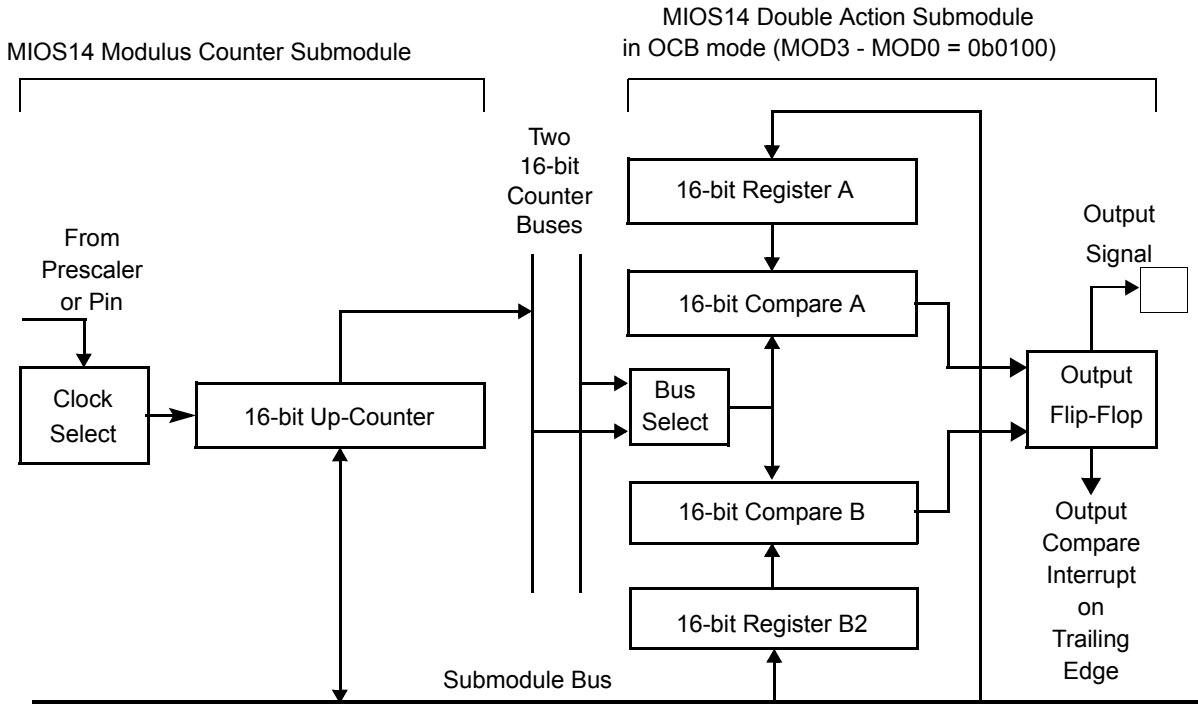 MIOS14 Modulus Counter Submodule
MIOS14 Double Action Submodule
in OCB mode (MOD3 - MOD0 = 0b0100)
Two
16-bit
Counter
Buses
16-bit Register A
Output
Signal
From
Prescaler
or Pin
16-bit Compare A
Clock
Select
16-bit Up-Counter
Bus
Select
Output
Flip-Flop
16-bit Compare B
Output
Compare
Interrupt
on
Trailing
Edge
16-bit Register B2
Submodule Bus